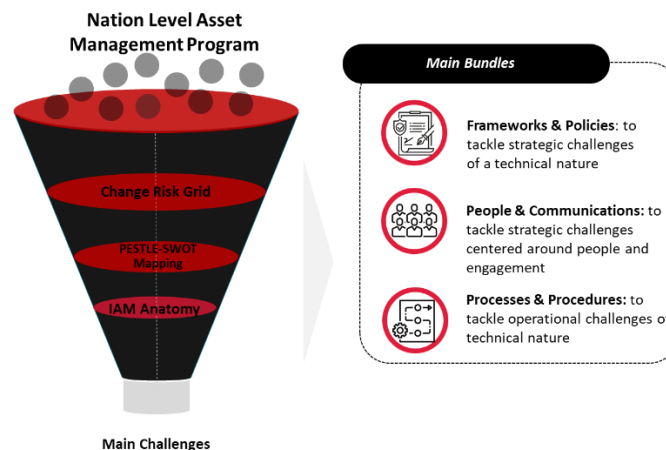 Nation Level Asset
Management Program
Change Risk Grid
PESTLE-SWOT
Mapping
IAM Anatomy
Main Challenges
Main Bundles
Frameworks & Policies: to
tackle strategic challenges
of a technical nature
People & Communications: to
tackle strategic challenges
centered around people and
engagement
Processes & Procedures: to
tackle operational challenges of
technical nature